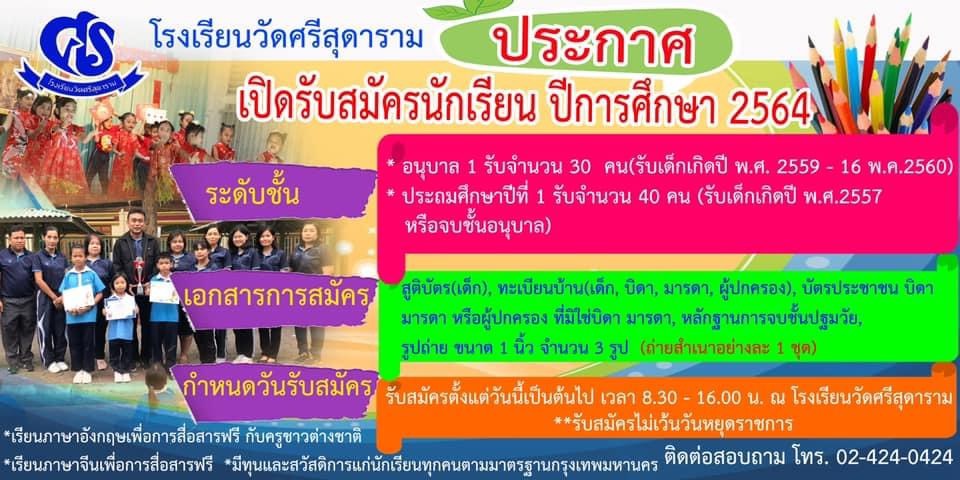 โรงเรียนวัดศรีสุดาราม
ประกาศ
โรงเรียนวัดศรีสุดาราม
เปิดรับสมัครนักเรียน ปีการศึกษา 2564
ระดับชั้น
* อนุบาล 1 รับจำนวน 30 คน(รับเด็กเกิดปี พ.ศ. 2559 - 16 พ.ค.2560)
* ประถมศึกษาปีที่ 1 รับจำนวน 40 คน (รับเด็กเกิดปี พ.ศ.2557
หรือจบชั้นอนุบาล)
เอกสารการสมัคร
สูติบัตร(เด็ก), ทะเบียนบ้าน(เด็ก, บิดา, มารดา, ผู้ปกครอง), บัตรประชาชน บิดา
มารดา หรือผู้ปกครอง ที่มิใช่บิดา มารดา, หลักฐานการจบชั้นปฐมวัย,
รูปถ่าย ขนาด 1 นิ้ว จำนวน 3 รูป (ถ่ายสำเนาอย่างละ 1 ชุด)
กำหนดวันรับสมัคร
รับสมัครตั้งแต่วันนี้เป็นต้นไป เวลา 8.30 - 16.00 น. ณ โรงเรียนวัดศรีสุดาราม
**รับสมัครไม่เว้นวันหยุดราชการ
*เรียนภาษาอังกฤษเพื่อการสื่อสารฟรี กับครูชาวต่างชาติ
*เรียนภาษาจีนเพื่อการสื่อสารฟรี *มีทุนและสวัสดิการแก่นักเรียนทุกคนตามมาตรฐานกรุงเทพมหานคร
ติดต่อสอบถาม โทร. 02-424-0424